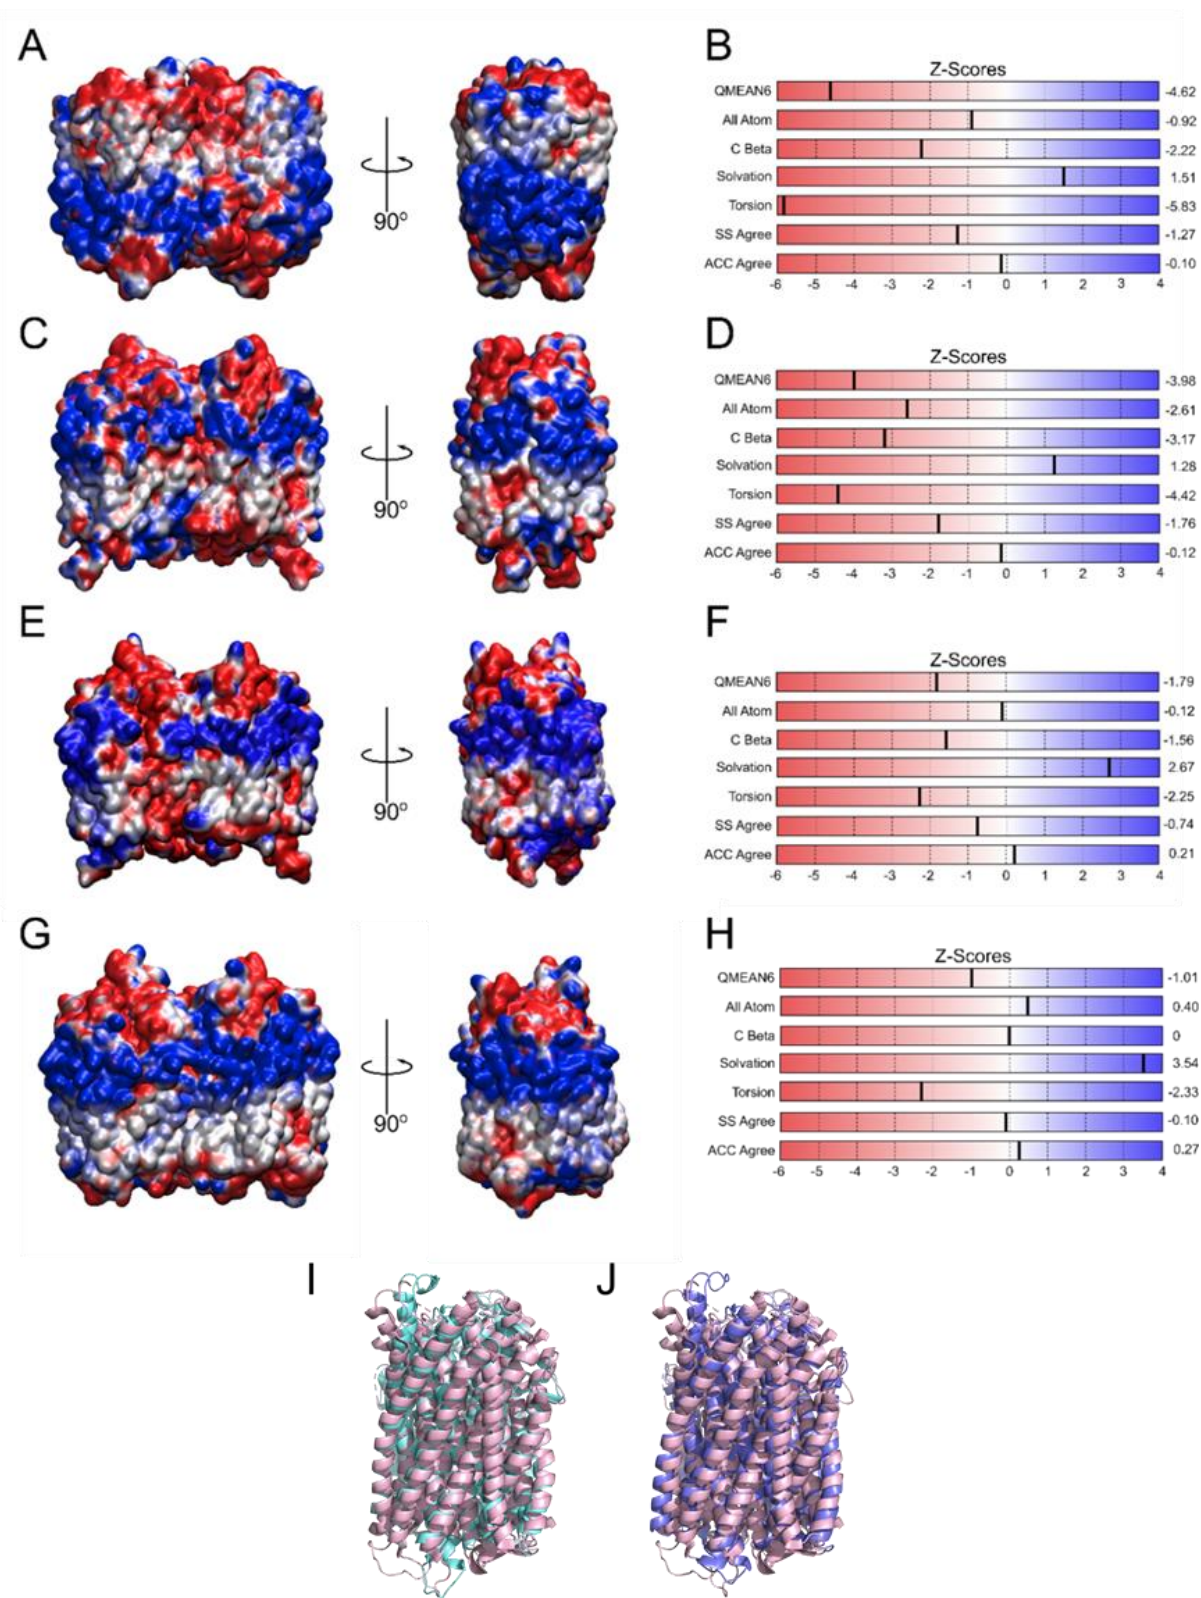 A
90°
B
Z-Scores
QMEAN6 -4.62
All Atom -0.92
C Beta -2.22
Solvation 1.51
Torsion -5.83
SS Agree -1.27
ACC Agree -0.10
-6 -5 -4 -3 -2 -1 0 1 2 3 4
C
90°
D
Z-Scores
QMEAN6 -3.98
All Atom -2.61
C Beta -3.17
Solvation 1.28
Torsion -4.42
SS Agree -1.76
ACC Agree -0.12
-6 -5 -4 -3 -2 -1 0 1 2 3 4
E
90°
F
Z-Scores
QMEAN6 -1.79
All Atom -0.12
C Beta -1.56
Solvation 2.67
Torsion -2.25
SS Agree -0.74
ACC Agree 0.21
-6 -5 -4 -3 -2 -1 0 1 2 3 4
G
90°
H
Z-Scores
QMEAN6 -1.01
All Atom 0.40
C Beta 0
Solvation 3.54
Torsion -2.33
SS Agree -0.10
ACC Agree 0.27
-6 -5 -4 -3 -2 -1 0 1 2 3 4
I
J